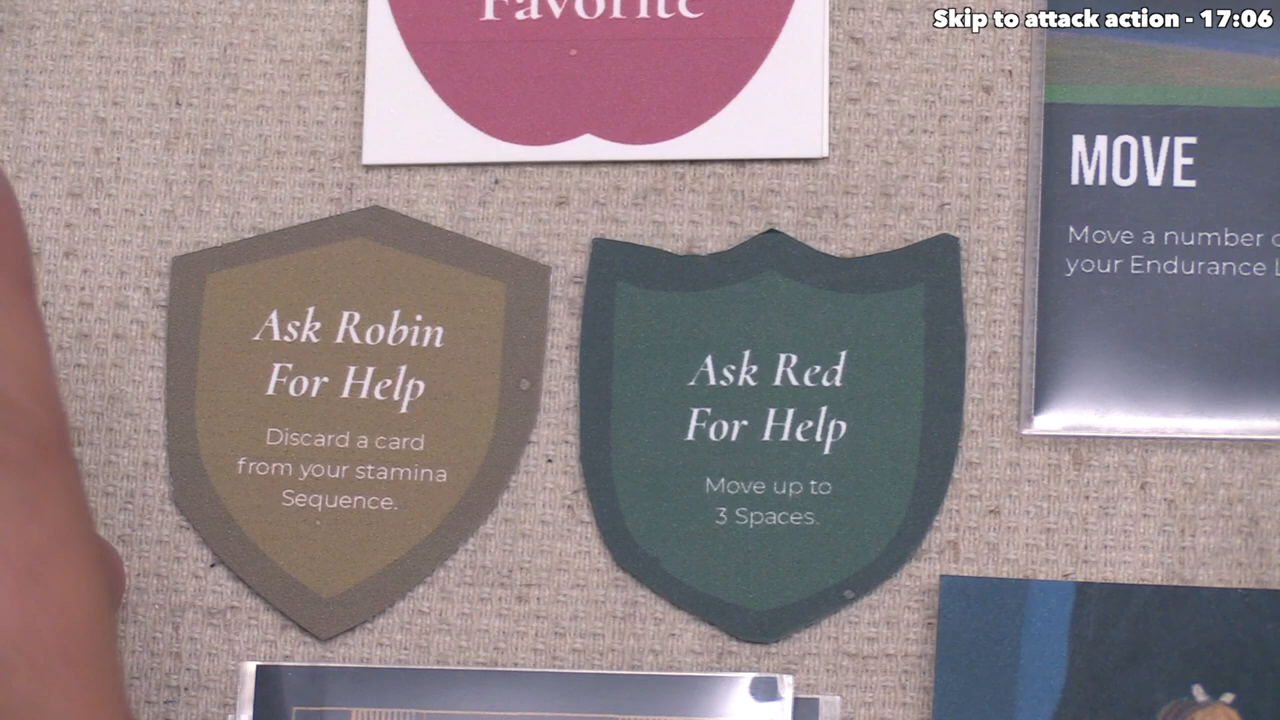 Skip to attack action - 17:06
Favorite
MOVE
Move a number
your Endurance
Ask Robin
For Help
Discard a card
from your stamina
Sequence.
Ask Red
For Help
Move up to
3 Spaces.